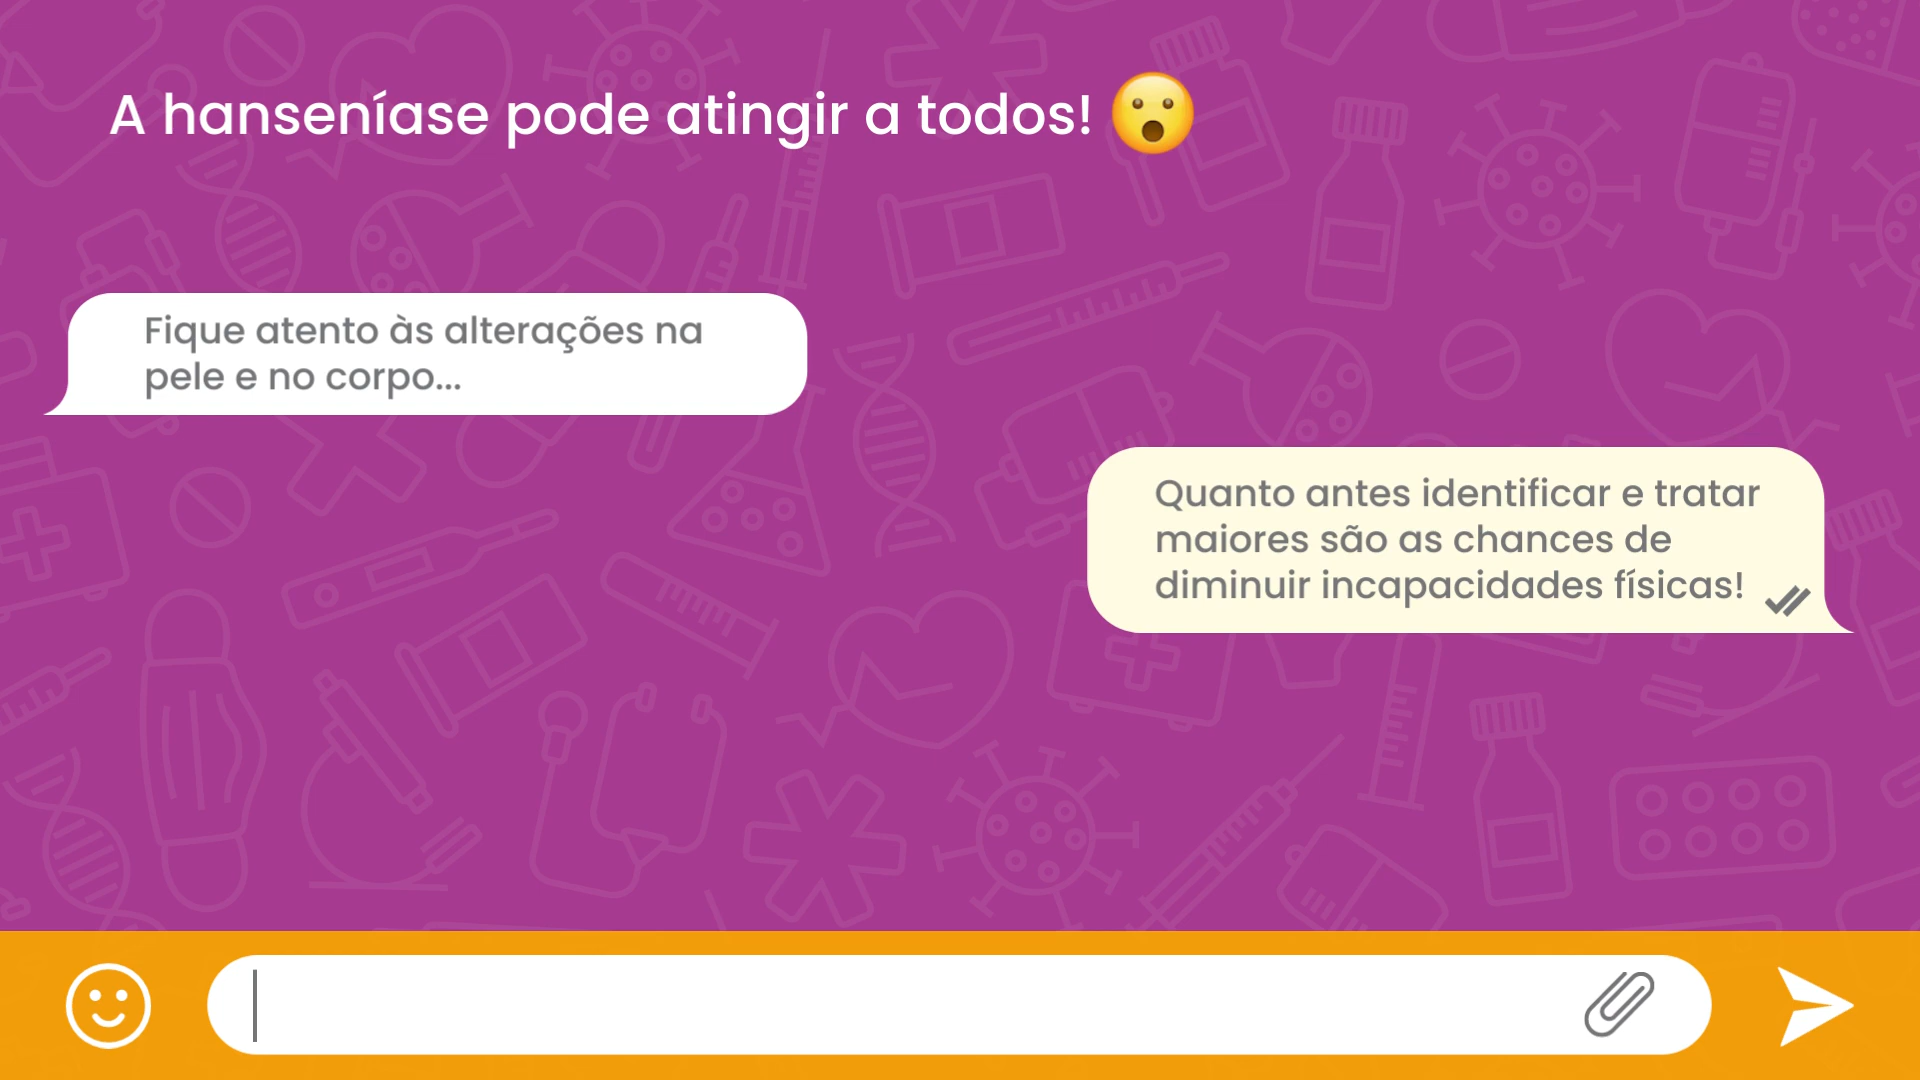 A hanseníase pode atingir a todos! 😮
Fique atento às alterações na
pele e no corpo...
Quanto antes identificar e tratar
maiores são as chances de
diminuir incapacidades físicas!